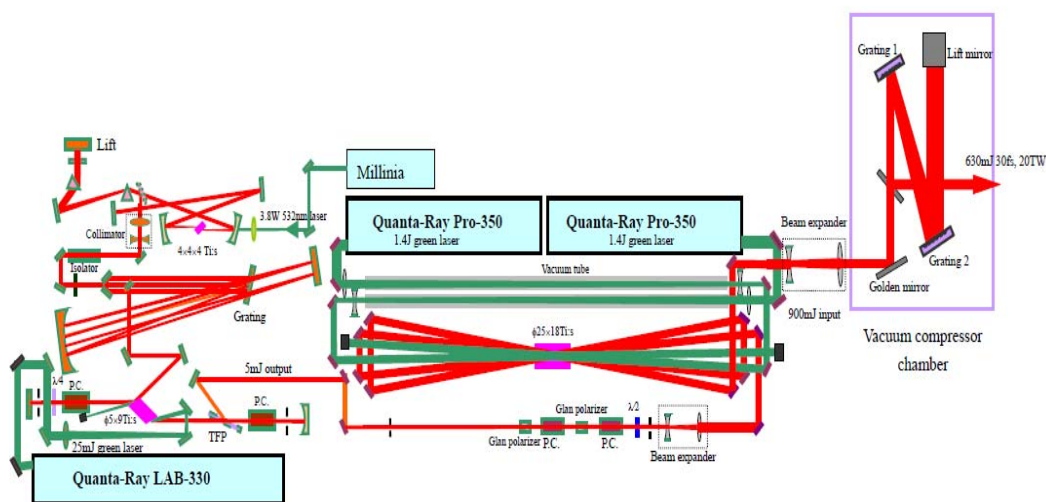 Lift
Millinia
3.8W 532nm laser
Collimator
4×4×4 Ti:s
Isolator
Grating
Quanta-Ray Pro-350
1.4J green laser
Quanta-Ray Pro-350
1.4J green laser
Vacuum tube
Beam expander
900mJ input
Grating 1
Lift mirror
630mJ 30fs, 20TW
Grating 2
Golden mirror
Vacuum compressor
chamber
ϕ25×18Ti:s
λ/4
P.C.
ϕ5×9Ti:s
25mJ green laser
5mJ output
P.C.
TFP
Glan polarizer
P.C.
Glan polarizer
P.C.
λ/2
Beam expander
Quanta-Ray LAB-330